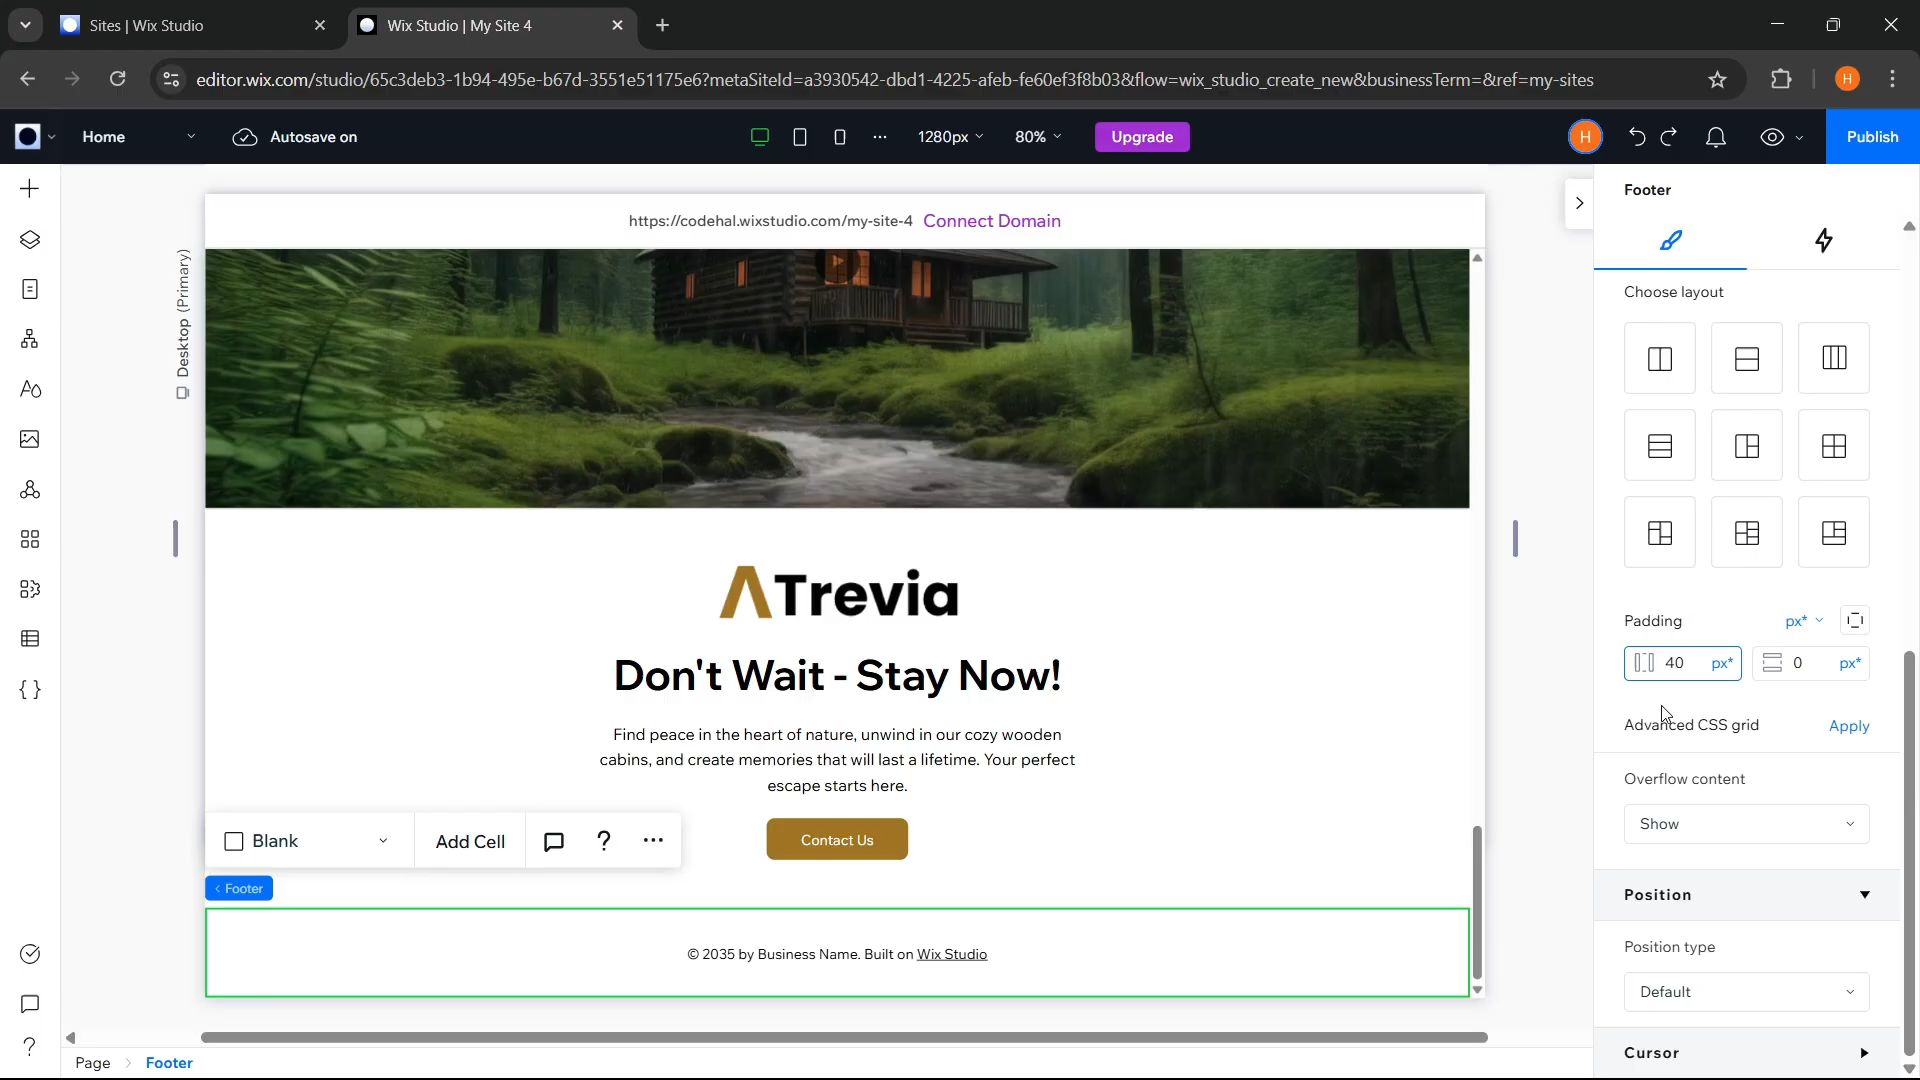 Sites | Wix Studio
Wix Studio | My Site 4
editor.wix.com/studio/65c3deb3-1b94-495e-b67d-3551e51175e6?metaSiteId=a3930542-dbd1-4225-afeb-fe60ef3f8b03&flow=wix_studio_create_new&businessTerm=&ref=my-sites
H
Home
Autosave on
1280px
80%
Upgrade
H
Publish
https://codehal.wixstudio.com/my-site-4 Connect Domain
Desktop (Primary)
Trevia
Don't Wait - Stay Now!
Find peace in the heart of nature, unwind in our cozy wooden
cabins, and create memories that will last a lifetime. Your perfect
escape starts here.
Contact Us
Blank
Add Cell
Footer
© 2035 by Business Name. Built on Wix Studio
Page
Footer
Footer
Choose layout
Padding
px*
40 px*
0 px*
Advanced CSS grid
Apply
Overflow content
Show
Position
Position type
Default
Cursor